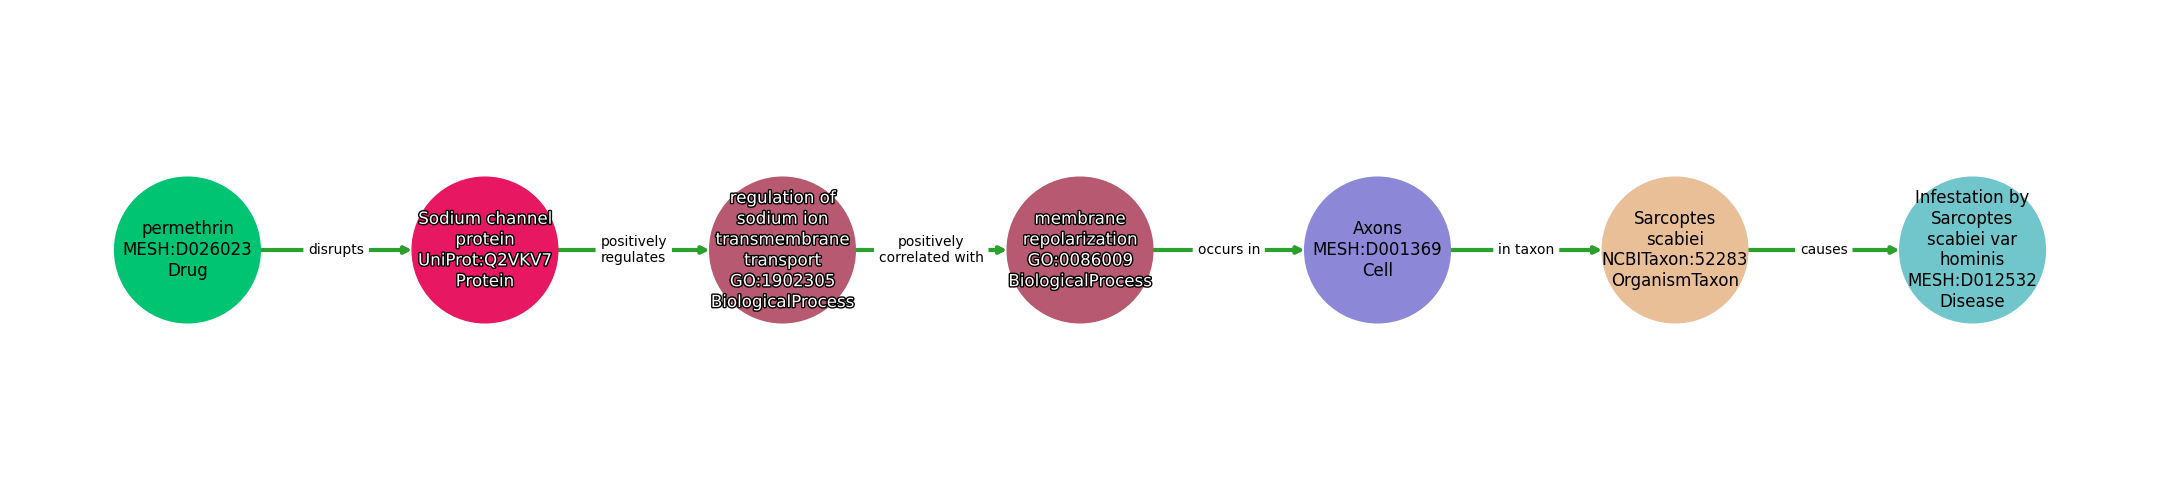 permethrin
MESH:D026023
Drug
disrupts
Sodium channel
protein
UniProt:Q2VKV7
Protein
positively
regulates
regulation of
sodium ion
transmembrane
transport
GO:1902305
BiologicalProcess
positively
correlated with
membrane
repolarization
GO:0086009
BiologicalProcess
occurs in
Axons
MESH:D001369
Cell
in taxon
Sarcoptes
scabiei
NCBITaxon:52283
OrganismTaxon
causes
Infestation by
Sarcoptes
scabiei var
hominis
MESH:D012532
Disease